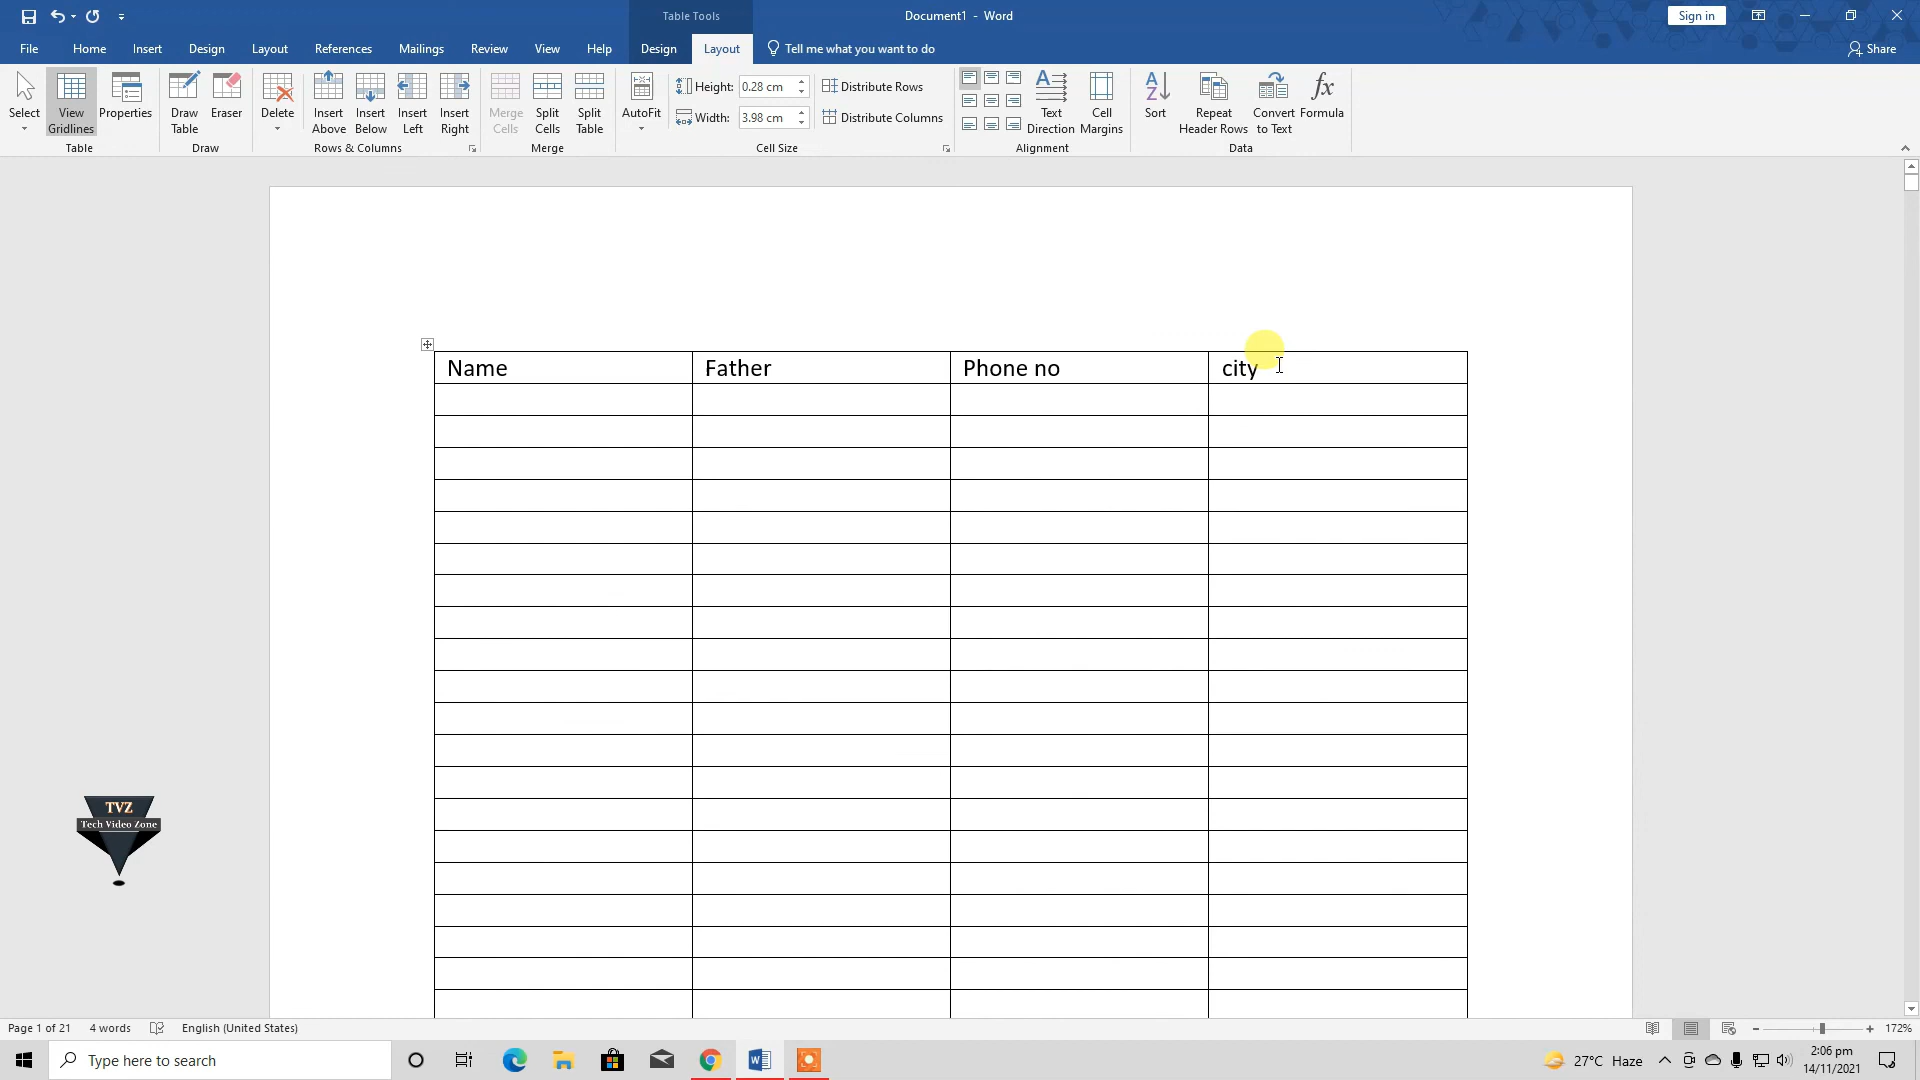 Table Tools
Document1 - Word
Sign in
File Home Insert Design Layout References Mailings Review View Help Design Layout Tell me what you want to do Share
Select View Gridlines Properties Draw Table Eraser Delete Insert Above Insert Below Insert Left Insert Right Merge Cells Split Cells Split Table AutoFit
Height: 0.28 cm
Width: 3.98 cm
Distribute Rows
Distribute Columns
Text Direction Cell Margins Sort Repeat Header Rows Convert to Text Formula
Table Draw Rows & Columns Merge Cell Size Alignment Data
Name Father Phone no city
TVZ
Tech Video Zone
Page 1 of 21 4 words English (United States) 172%
Type here to search
27°C Haze
2:06 pm
14/11/2021